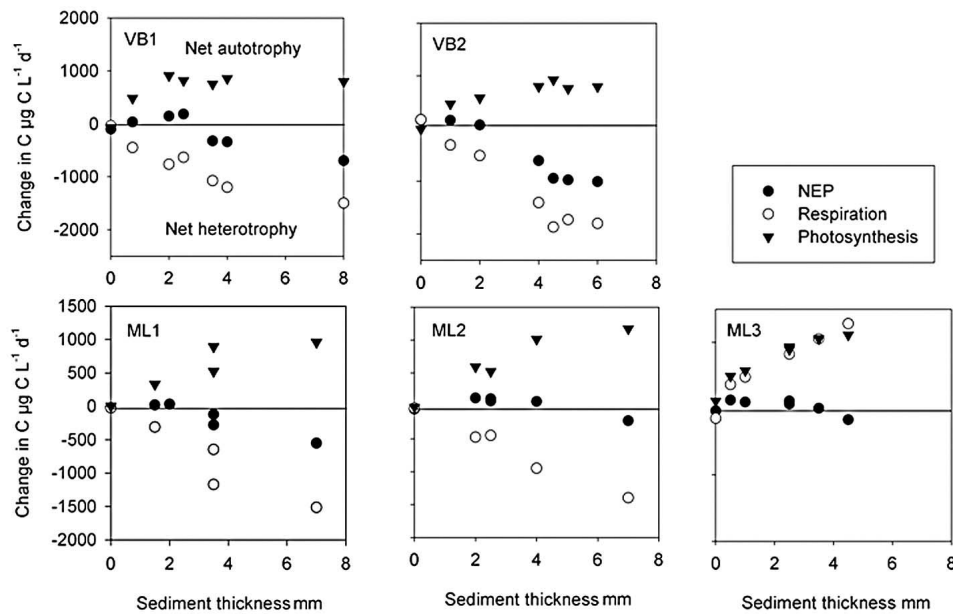 2000
VB1
Net autotrophy
1000
0
-1000
Net heterotrophy
-2000
Change in C µg C L⁻¹ d⁻¹
0 2 4 6 8
VB2
0 2 4 6 8
NEP
Respiration
Photosynthesis
1500
ML1
1000
500
0
-500
-1000
-1500
-2000
Change in C µg C L⁻¹ d⁻¹
0 2 4 6 8
Sediment thickness mm
ML2
0 2 4 6 8
Sediment thickness mm
ML3
0 2 4 6 8
Sediment thickness mm